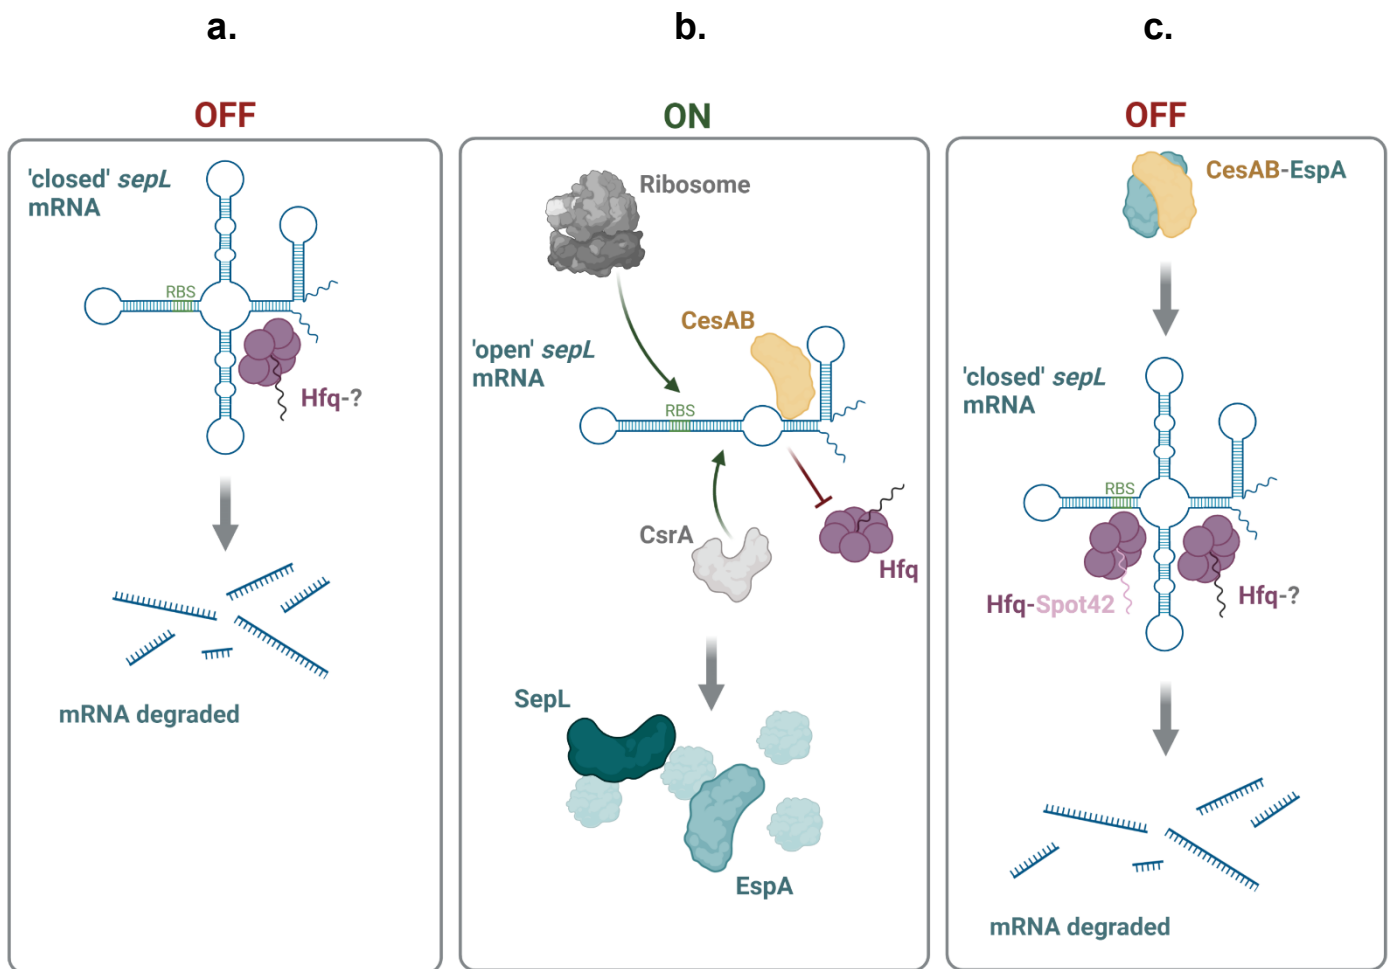 a.
OFF
'closed' sepL
mRNA
RBS
Hfq-?
mRNA degraded
b.
ON
Ribosome
CesAB
'open' sepL
mRNA
RBS
CsrA
Hfq
SepL
EspA
c.
OFF
CesAB-EspA
'closed' sepL
mRNA
RBS
Hfq-Spot42
Hfq-?
mRNA degraded